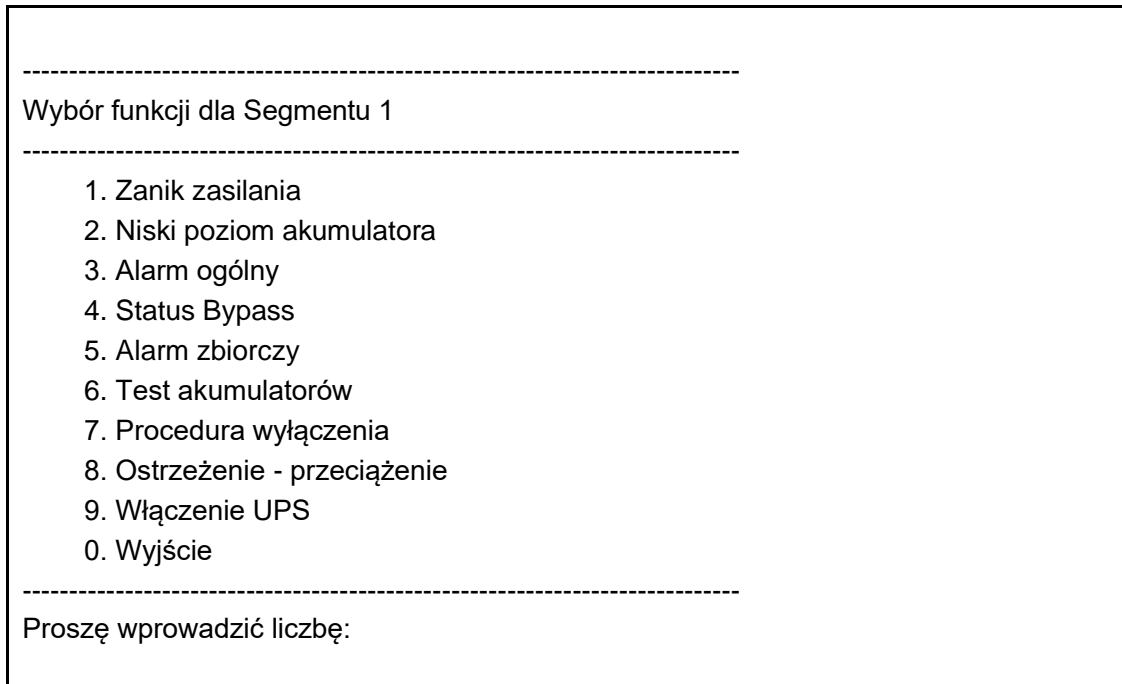 --------------------------------------------------------------------------------
Wybór funkcji dla Segmentu 1
--------------------------------------------------------------------------------
1. Zanik zasilania
2. Niski poziom akumulatora
3. Alarm ogólny
4. Status Bypass
5. Alarm zbiorczy
6. Test akumulatorów
7. Procedura wyłączenia
8. Ostrzeżenie - przeciążenie
9. Włączenie UPS
0. Wyjście
--------------------------------------------------------------------------------
Proszę wprowadzić liczbę: